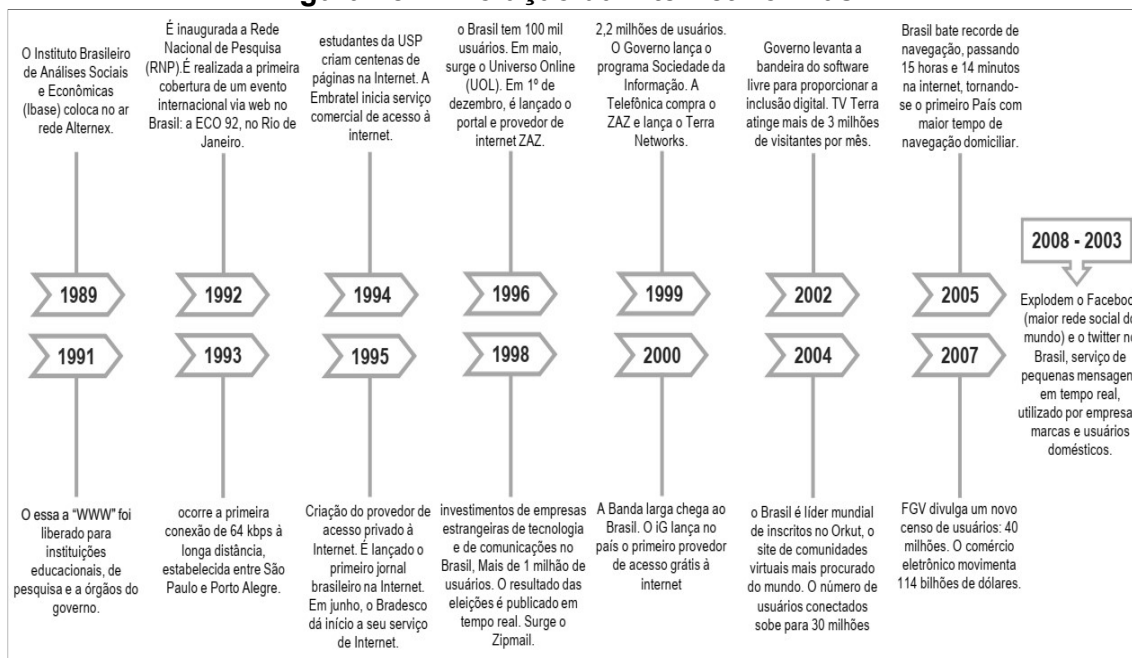 O Instituto Brasileiro
de Análises Sociais
e Econômicas
(Ibase) coloca no ar
rede Alternex.
É inaugurada a Rede
Nacional de Pesquisa
(RNP).É realizada a primeira
cobertura de um evento
internacional via web no
Brasil: a ECO 92, no Rio de
Janeiro.
estudantes da USP
criam centenas de
páginas na Internet. A
Embratel inicia serviço
comercial de acesso à
internet.
o Brasil tem 100 mil
usuários. Em maio,
surge o Universo Online
(UOL). Em 1º de
dezembro, é lançado o
portal e provedor de
internet ZAZ.
2,2 milhões de usuários.
O Governo lança o
programa Sociedade da
Informação. A
Telefônica compra o
ZAZ e lança o Terra
Networks.
Governo levanta a
bandeira do software
livre para proporcionar a
inclusão digital. TV Terra
atinge mais de 3 milhões
de visitantes por mês.
Brasil bate recorde de
navegação, passando
15 horas e 14 minutos
na internet, tornando-
se o primeiro País com
maior tempo de
navegação domiciliar.
1989
1992
1994
1996
1999
2002
2005
2008 - 2003
1991
1993
1995
1998
2000
2004
2007
Explodem o Faceboo
(maior rede social do
mundo) e o twitter no
Brasil, serviço de
pequenas mensagen
em tempo real,
utilizado por empresa
marcas e usuários
domésticos.
O essa a “WWW” foi
liberado para
instituições
educacionais, de
pesquisa e a órgãos do
governo.
ocorre a primeira
conexão de 64 kbps à
longa distância,
estabelecida entre São
Paulo e Porto Alegre.
Criação do provedor de
acesso privado à
Internet. É lançado o
primeiro jornal
brasileiro na Internet.
Em junho, o Bradesco
dá início a seu serviço
de Internet.
investimentos de empresas
estrangeiras de tecnologia
e de comunicações no
Brasil, Mais de 1 milhão de
usuários. O resultado das
eleições é publicado em
tempo real. Surge o
Zipmail.
A Banda larga chega ao
Brasil. O iG lança no
país o primeiro provedor
de acesso grátis à
internet
o Brasil é líder mundial
de inscritos no Orkut, o
site de comunidades
virtuais mais procurado
do mundo. O número de
usuários conectados
sobe para 30 milhões
FGV divulga um novo
censo de usuários: 40
milhões. O comércio
eletrônico movimenta
114 bilhões de dólares.